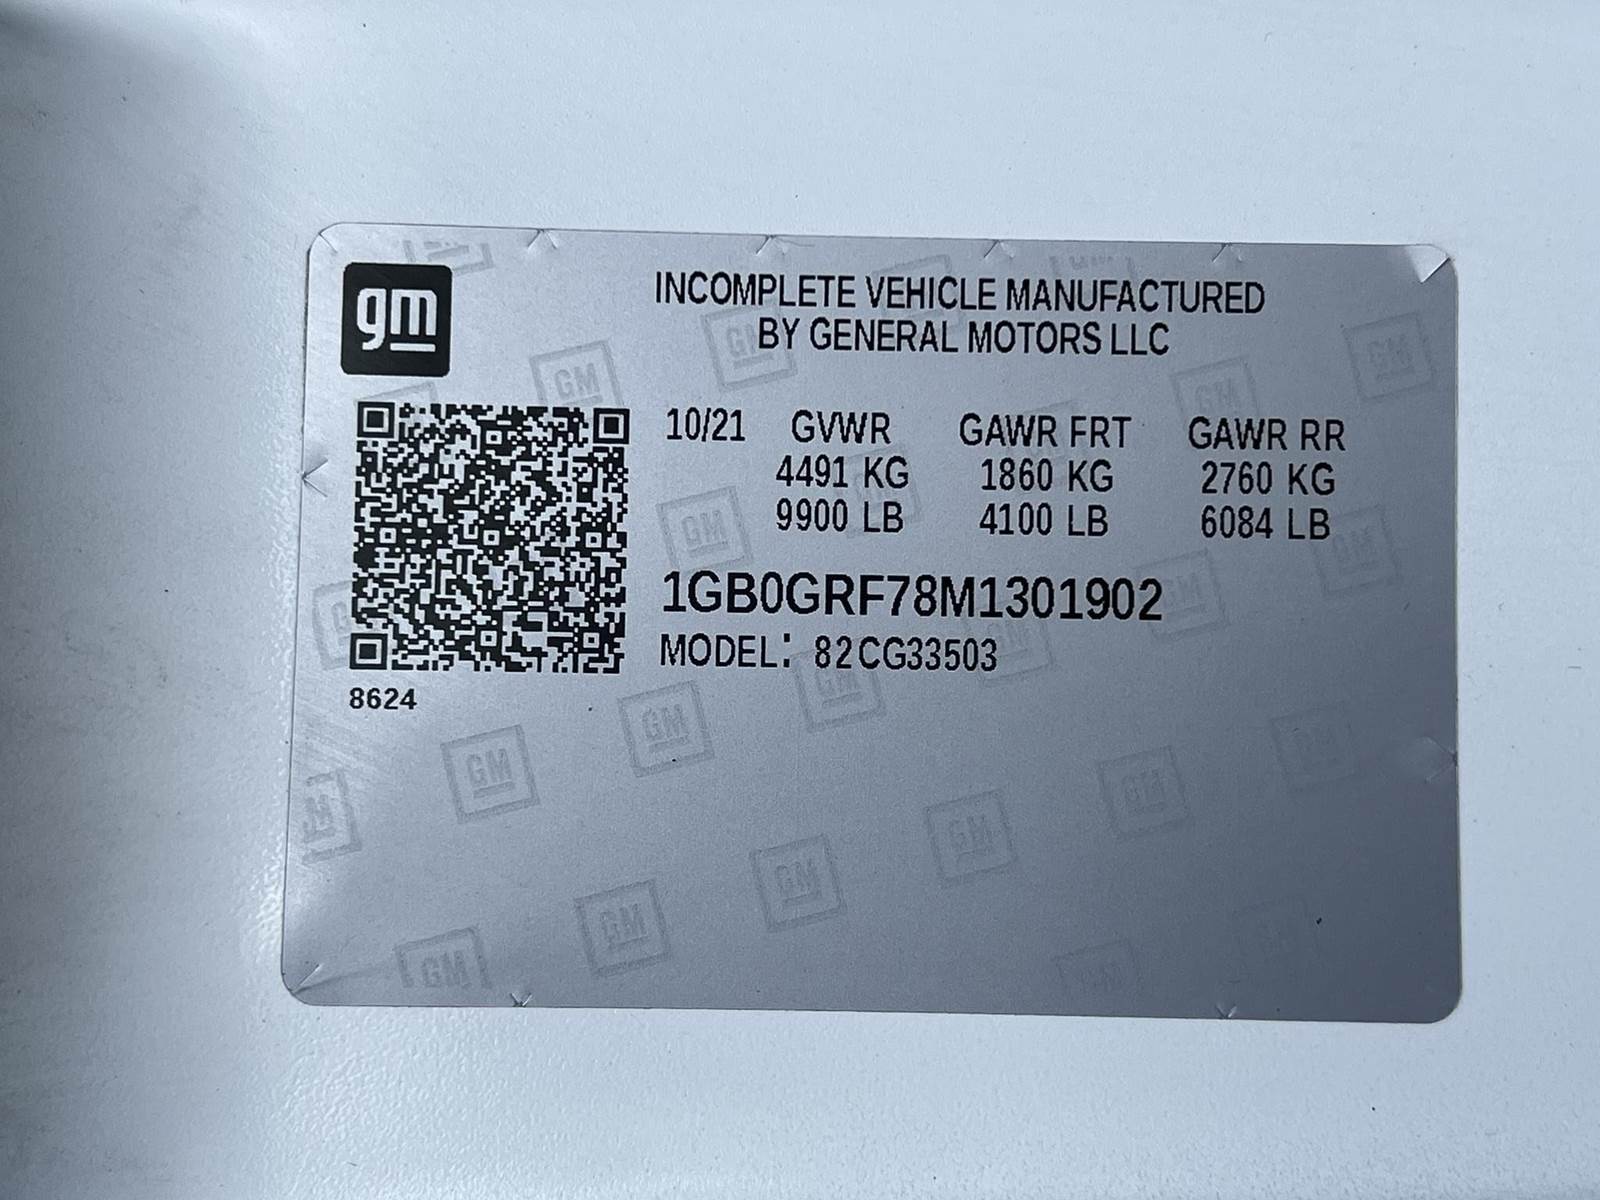 gm
INCOMPLETE VEHICLE MANUFACTURED
BY GENERAL MOTORS LLC
10/21 GVWR GAWR FRT GAWR RR
4491 KG 1860 KG 2760 KG
9900 LB 4100 LB 6084 LB
1GB0GRF78M1301902
MODEL: 82CG33503
8624